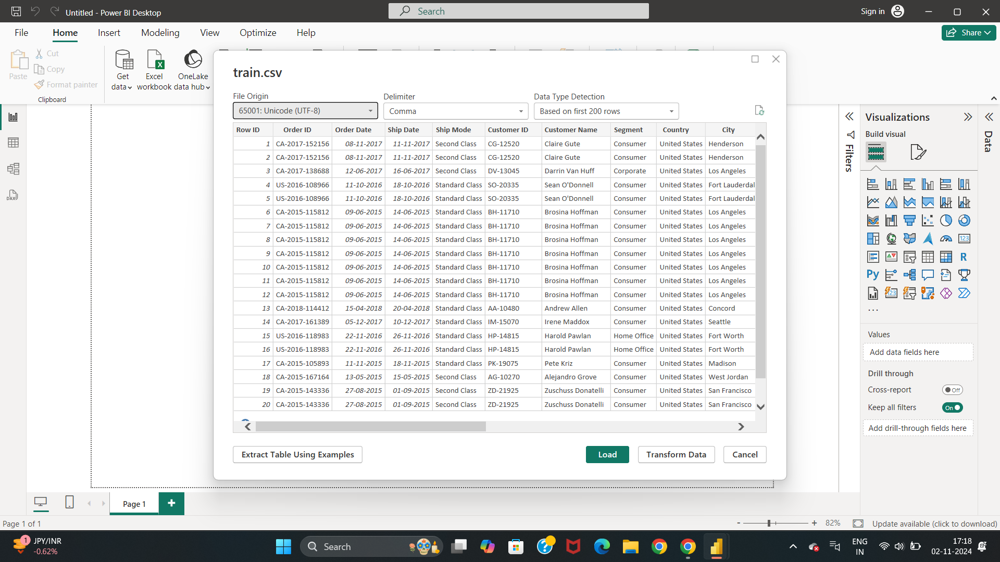 Untitled - Power BI Desktop
Search
Sign in
File Home Insert Modeling View Optimize Help
Share
Paste
Cut
Copy
Format painter
Clipboard
Get data
Excel workbook
OneLake data hub
train.csv
File Origin
65001: Unicode (UTF-8)
Delimiter
Comma
Data Type Detection
Based on first 200 rows
Row ID Order ID Order Date Ship Date Ship Mode Customer ID Customer Name Segment Country City
1 CA-2017-152156 08-11-2017 11-11-2017 Second Class CG-12520 Claire Gute Consumer United States Henderson
2 CA-2017-152156 08-11-2017 11-11-2017 Second Class CG-12520 Claire Gute Consumer United States Henderson
3 CA-2017-138688 12-06-2017 16-06-2017 Second Class DV-13045 Darrin Van Huff Corporate United States Los Angeles
4 US-2016-108966 11-10-2016 18-10-2016 Standard Class SO-20335 Sean O'Donnell Consumer United States Fort Lauderdal
5 US-2016-108966 11-10-2016 18-10-2016 Standard Class SO-20335 Sean O'Donnell Consumer United States Fort Lauderdal
6 CA-2015-115812 09-06-2015 14-06-2015 Standard Class BH-11710 Brosina Hoffman Consumer United States Los Angeles
7 CA-2015-115812 09-06-2015 14-06-2015 Standard Class BH-11710 Brosina Hoffman Consumer United States Los Angeles
8 CA-2015-115812 09-06-2015 14-06-2015 Standard Class BH-11710 Brosina Hoffman Consumer United States Los Angeles
9 CA-2015-115812 09-06-2015 14-06-2015 Standard Class BH-11710 Brosina Hoffman Consumer United States Los Angeles
10 CA-2015-115812 09-06-2015 14-06-2015 Standard Class BH-11710 Brosina Hoffman Consumer United States Los Angeles
11 CA-2015-115812 09-06-2015 14-06-2015 Standard Class BH-11710 Brosina Hoffman Consumer United States Los Angeles
12 CA-2015-115812 09-06-2015 14-06-2015 Standard Class BH-11710 Brosina Hoffman Consumer United States Los Angeles
13 CA-2018-114412 15-04-2018 20-04-2018 Standard Class AA-10480 Andrew Allen Consumer United States Concord
14 CA-2017-161389 05-12-2017 10-12-2017 Standard Class IM-15070 Irene Maddox Consumer United States Seattle
15 US-2016-118983 22-11-2016 26-11-2016 Standard Class HP-14815 Harold Pawlan Home Office United States Fort Worth
16 US-2016-118983 22-11-2016 26-11-2016 Standard Class HP-14815 Harold Pawlan Home Office United States Fort Worth
17 CA-2015-105893 11-11-2015 18-11-2015 Standard Class PK-19075 Pete Kriz Consumer United States Madison
18 CA-2015-167164 13-05-2015 15-05-2015 Second Class AG-10270 Alejandro Grove Consumer United States West Jordan
19 CA-2015-143336 27-08-2015 01-09-2015 Second Class ZD-21925 Zuschuss Donatelli Consumer United States San Francisco
20 CA-2015-143336 27-08-2015 01-09-2015 Second Class ZD-21925 Zuschuss Donatelli Consumer United States San Francisco
Extract Table Using Examples
Load
Transform Data
Cancel
DAX
Filters
Visualizations
Data
Build visual
123
R
Py
123
...
Values
Add data fields here
Drill through
Cross-report
Off
Keep all filters
On
Add drill-through fields here
Page 1
+
Page 1 of 1
- + 82%
Update available (click to download)
1
JPY/INR
-0.62%
Search
ENG
IN
17:18
02-11-2024